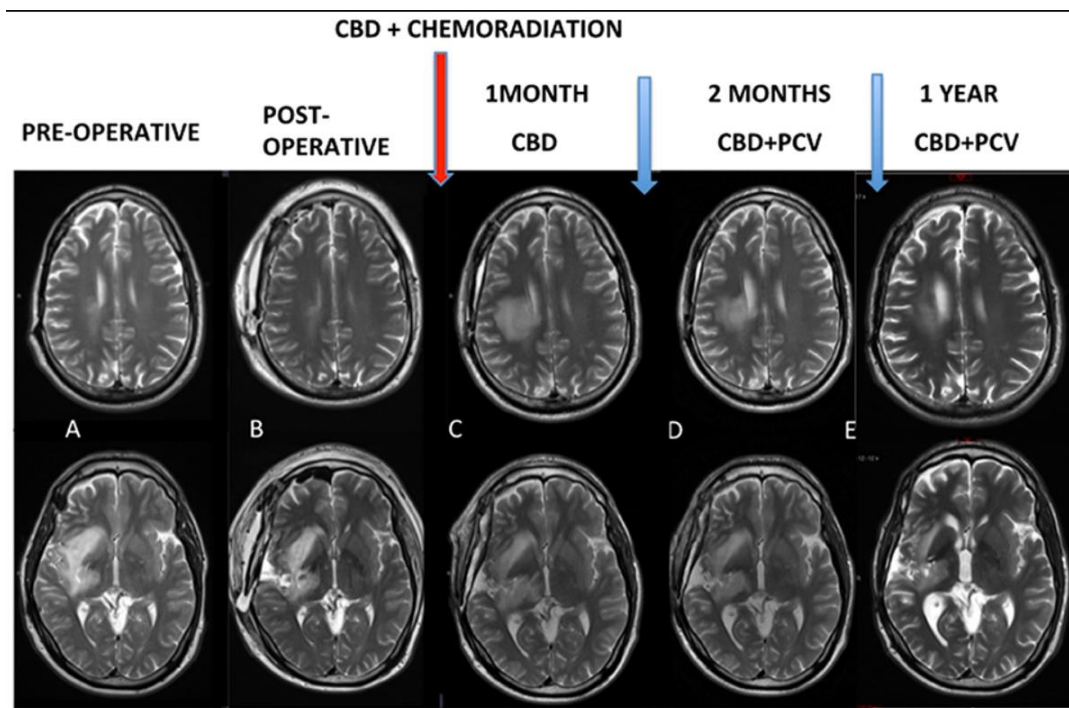 CBD + CHEMORADIATION
PRE-OPERATIVE
POST-
OPERATIVE
1MONTH
CBD
2 MONTHS
CBD+PCV
1 YEAR
CBD+PCV
A
B
C
D
E